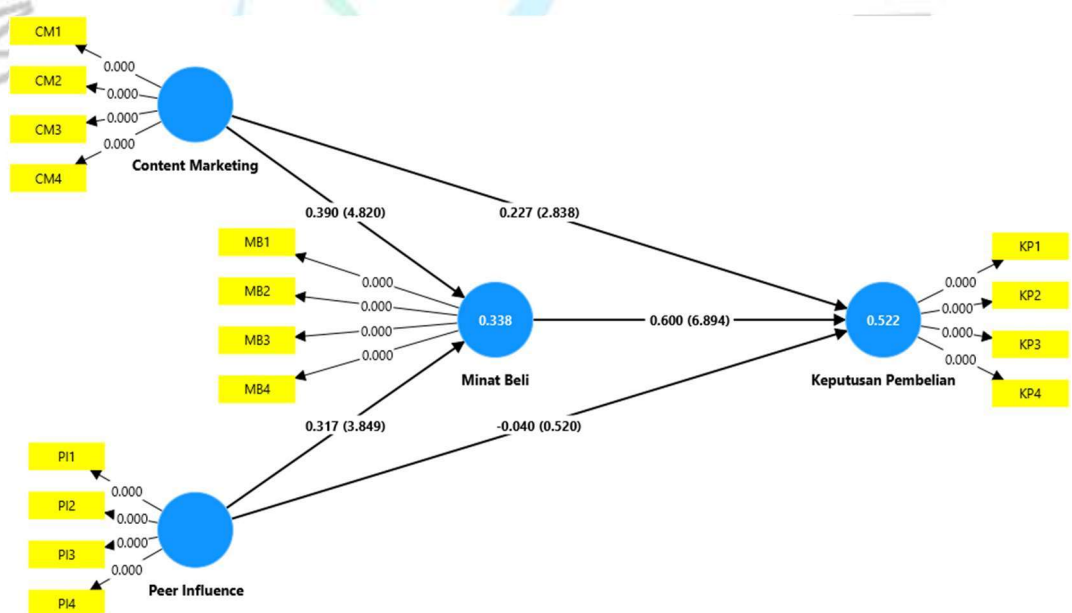 CM1
0.000
CM2
0.000
CM3
0.000
CM4
0.000
Content Marketing
0.390 (4.820)
0.227 (2.838)
MB1
0.000
MB2
0.000
MB3
0.000
MB4
0.000
0.338
Minat Beli
0.600 (6.894)
0.522
Keputusan Pembelian
KP1
0.000
KP2
0.000
KP3
0.000
KP4
0.000
0.317 (3.849)
-0.040 (0.520)
PI1
0.000
PI2
0.000
PI3
0.000
PI4
0.000
Peer Influence